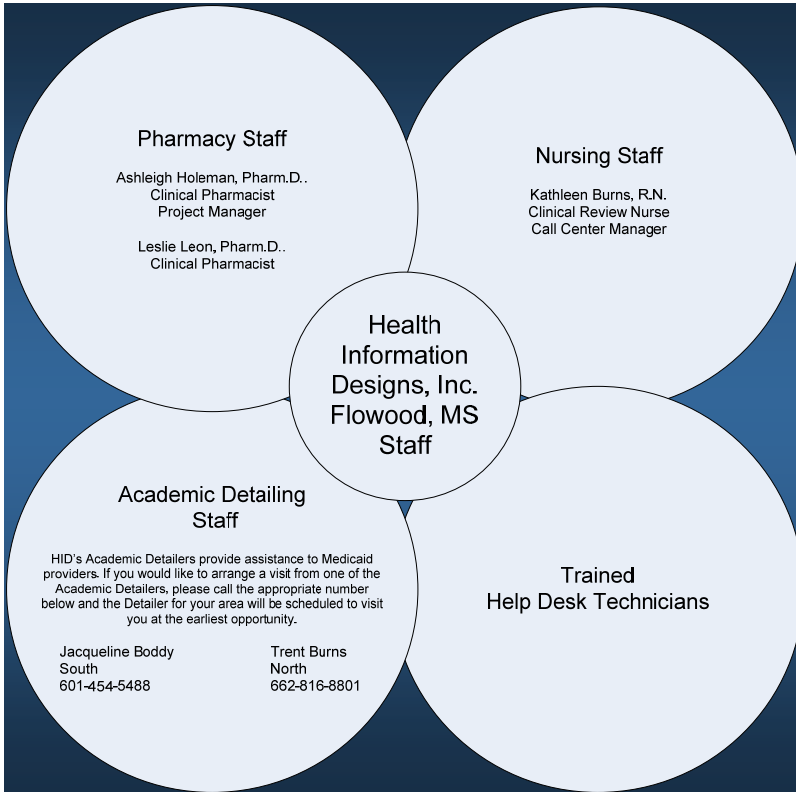 Pharmacy Staff
Ashleigh Holeman, Pharm.D..
Clinical Pharmacist
Project Manager
Leslie Leon, Pharm.D..
Clinical Pharmacist
Nursing Staff
Kathleen Burns, R.N.
Clinical Review Nurse
Call Center Manager
Health
Information
Designs, Inc.
Flowood, MS
Staff
Academic Detailing
Staff
HID's Academic Detailers provide assistance to Medicaid
providers. If you would like to arrange a visit from one of the
Academic Detailers, please call the appropriate number
below and the Detailer for your area will be scheduled to visit
you at the earliest opportunity.
Jacqueline Boddy
South
601-454-5488
Trent Burns
North
662-816-8801
Trained
Help Desk Technicians